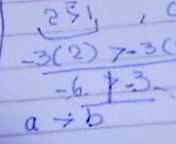 2 > 1 , (
-3(2) > -3(
-6 > -3
a → b